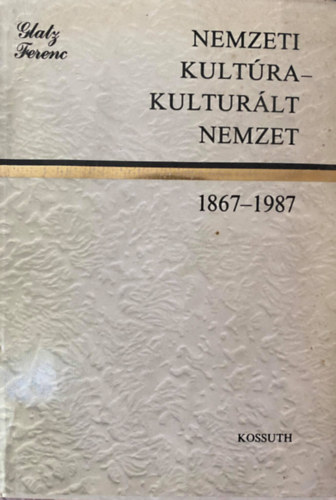 Glatz
Ferenc
NEMZETI
KULTÚRA–
KULTURÁLT
NEMZET
1867–1987
KOSSUTH